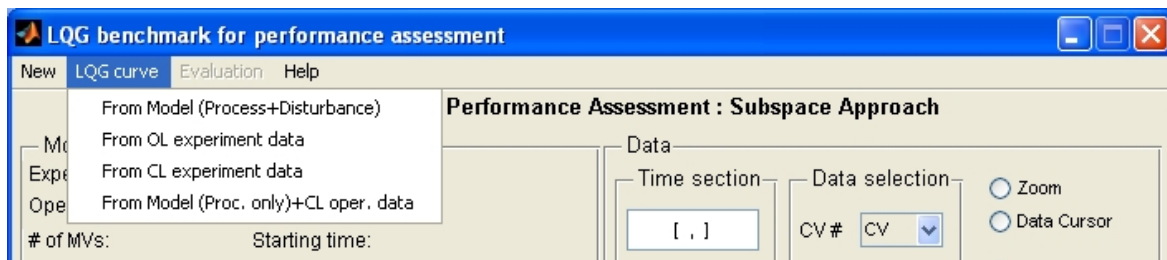 LQG benchmark for performance assessment
New LQG curve Evaluation Help
From Model (Process+Disturbance)
From OL experiment data
From CL experiment data
From Model (Proc. only)+CL oper. data
Performance Assessment : Subspace Approach
Data
Time section
[ , ]
Data selection
CV # CV
Zoom
Data Cursor
# of MVs: Starting time: